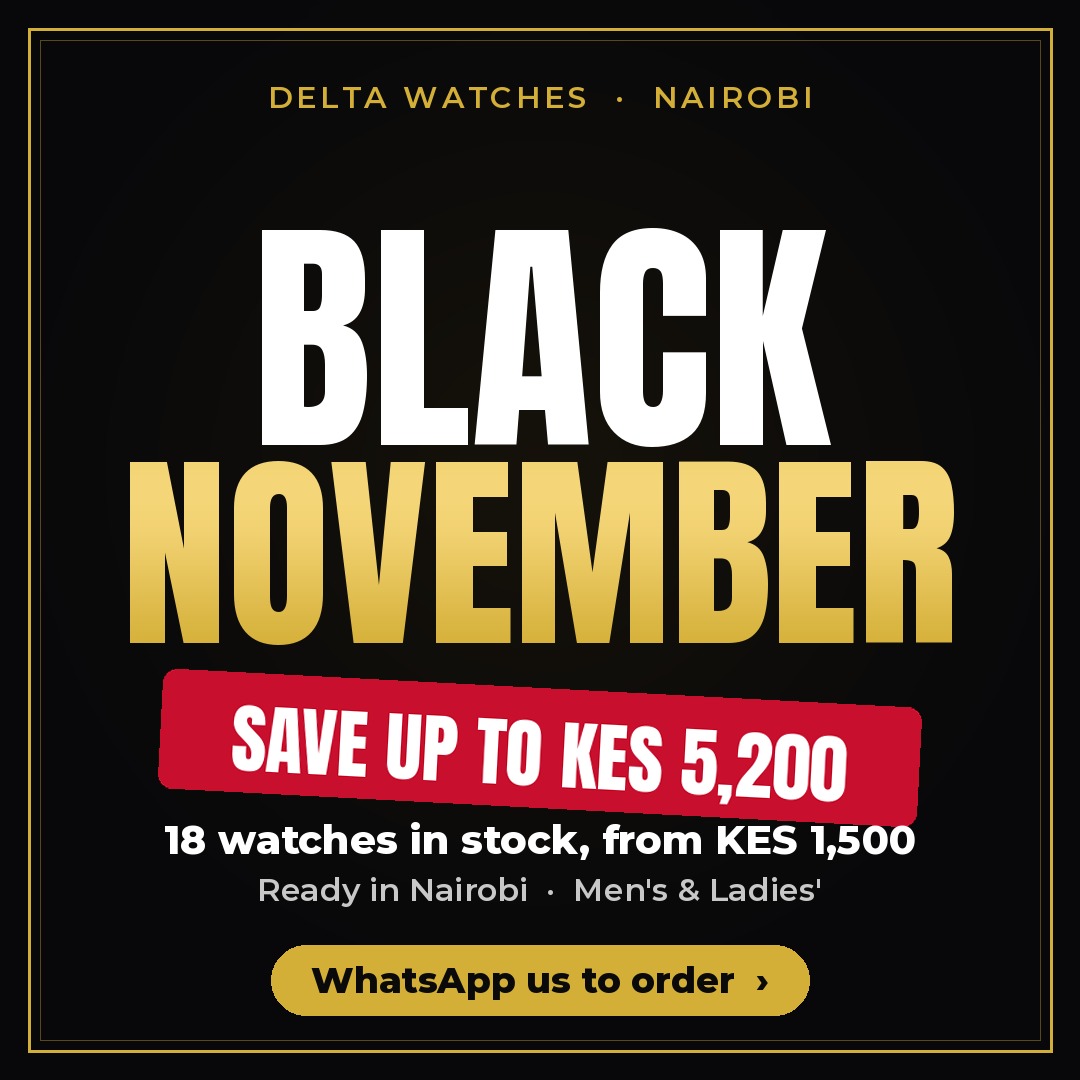 DELTA WATCHES · NAIROBI
BLACK
NOVEMBER
SAVE UP TO KES 5,200
18 watches in stock, from KES 1,500
Ready in Nairobi · Men's & Ladies'
WhatsApp us to order ›